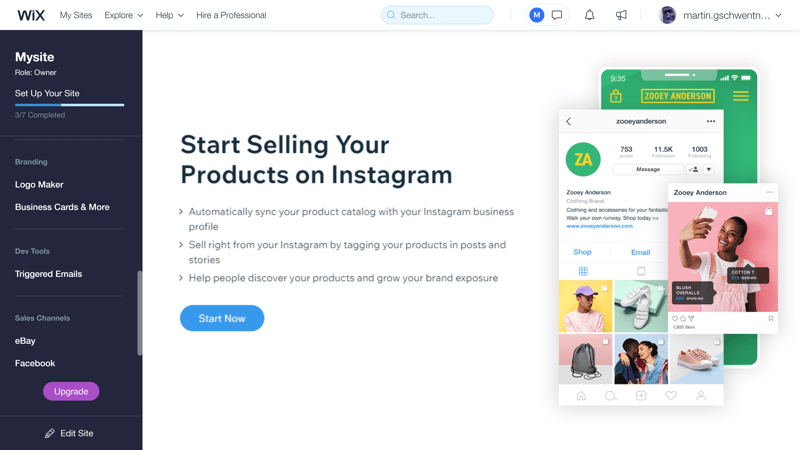 WiX
My Sites
Explore
Help
Hire a Professional
Search...
M
martin.gschwentn...
Mysite
Role: Owner
Set Up Your Site
3/7 Completed
Branding
Logo Maker
Business Cards & More
Dev Tools
Triggered Emails
Sales Channels
eBay
Facebook
Upgrade
Edit Site
Start Selling Your
Products on Instagram
Automatically sync your product catalog with your Instagram business
profile
Sell right from your Instagram by tagging your products in posts and
stories
Help people discover your products and grow your brand exposure
Start Now
9:35
ZOOEY ANDERSON
zooeyanderson
ZA
753
posts
11.5K
Followers
1003
Following
Message
Zooey Anderson
Clothing Brand
Clothing and accessories for your fantastic
Walk your own runway. Shop today >>
www.zooeyanderson.com
Shop
Email
Zooey Anderson
COTTON T
BLUSH
OVERALLS
1,900 likes